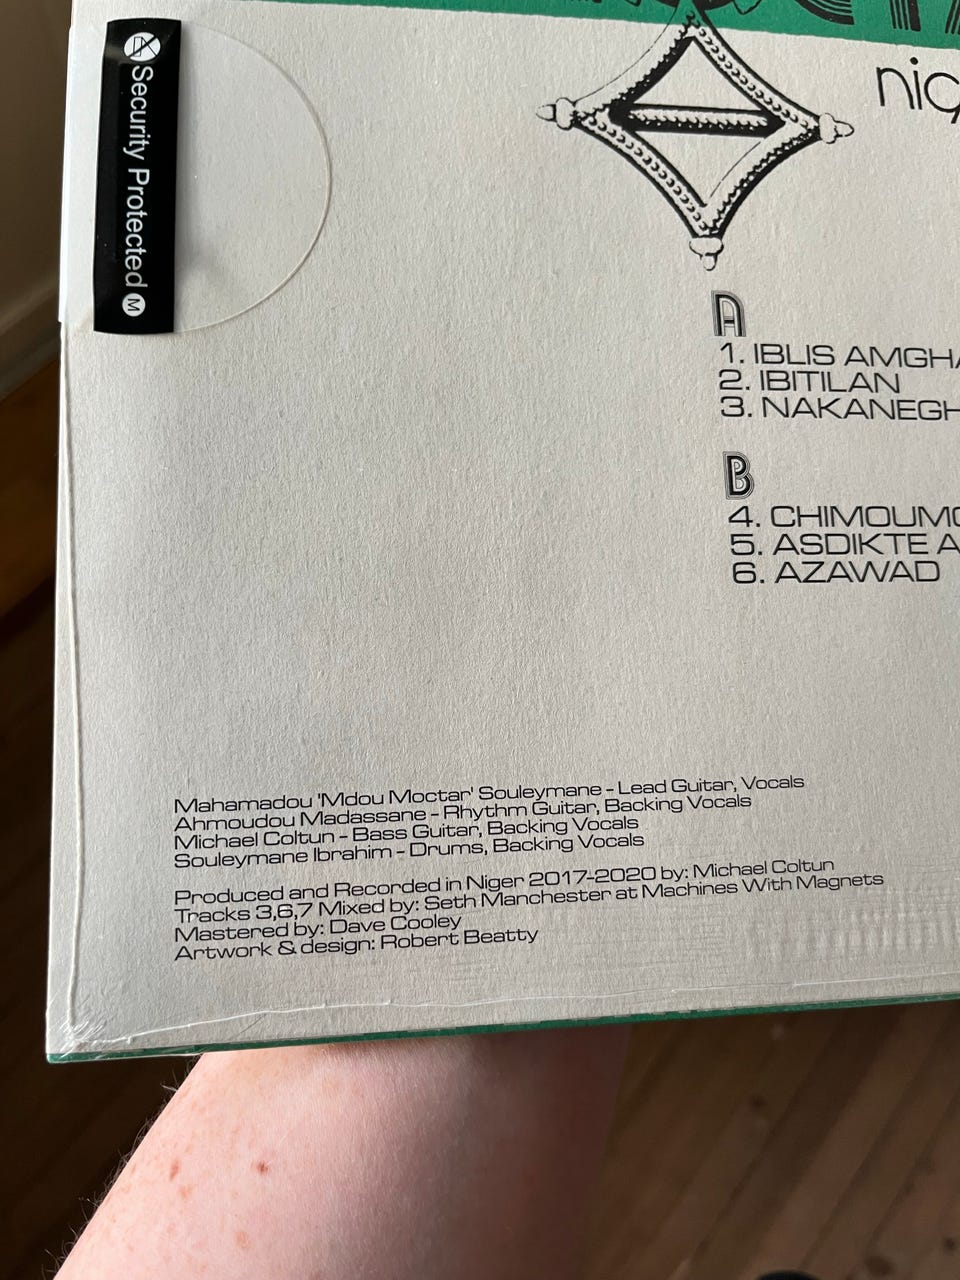 Security Protected M
nig
A
1. IBLIS AMGHA
2. IBITILAN
3. NAKANEGH
B
4. CHIMOUMO
5. ASDIKTE A
6. AZAWAD
Mahamadou 'Mdou Moctar' Souleymane - Lead Guitar, Vocals
Ahmoudou Madassane - Rhythm Guitar, Backing Vocals
Michael Coltun - Bass Guitar, Backing Vocals
Souleymane Ibrahim - Drums, Backing Vocals
Produced and Recorded in Niger 2017-2020 by: Michael Coltun
Tracks 3,6,7 Mixed by: Seth Manchester at Machines With Magnets
Mastered by: Dave Cooley
Artwork & design: Robert Beatty